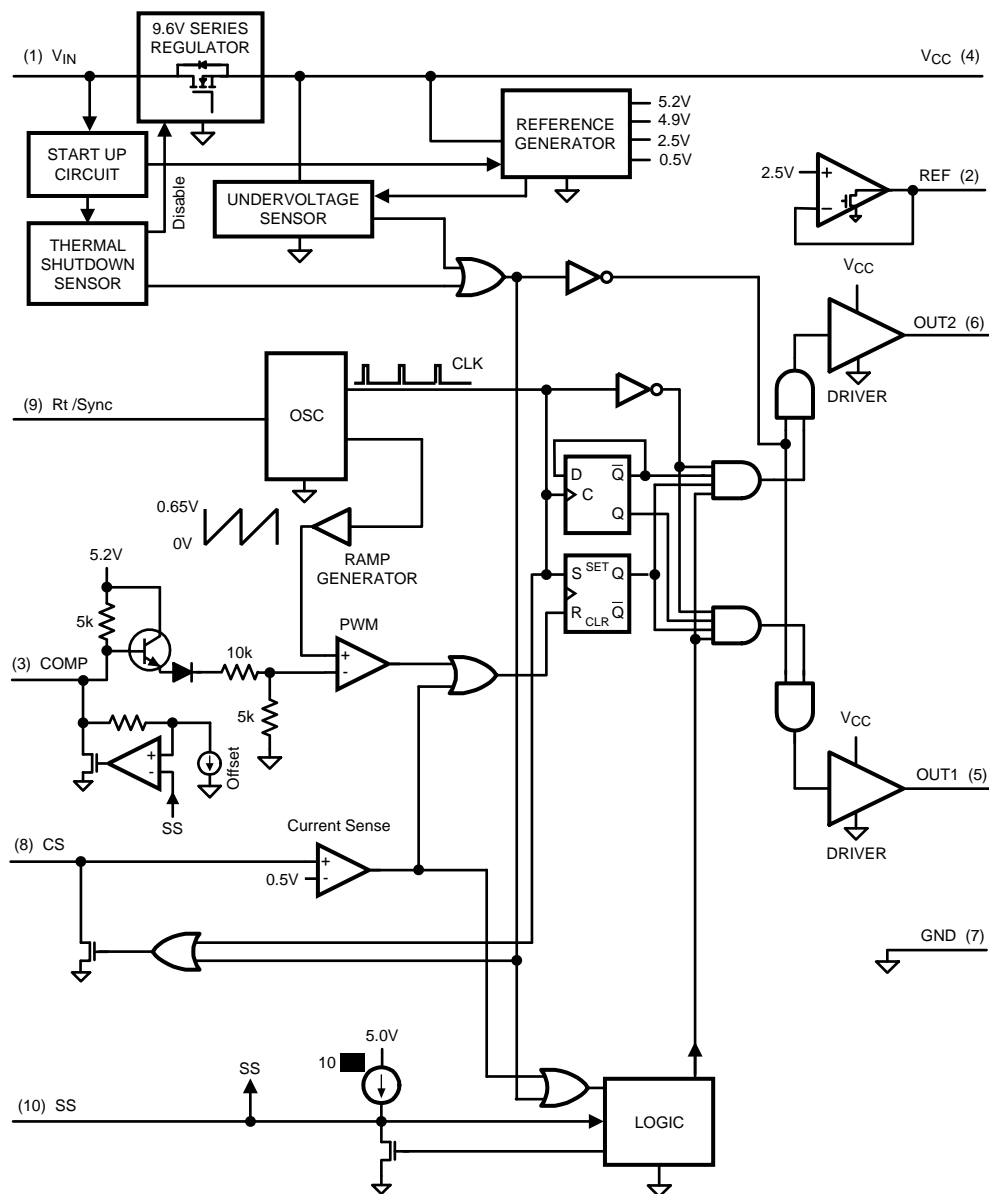 9.6V SERIES
REGULATOR
(1) VIN
VCC (4)
5.2V
4.9V
2.5V
0.5V
REFERENCE
GENERATOR
START UP
CIRCUIT
Disable
UNDERVOLTAGE
SENSOR
2.5V
+
-
REF (2)
THERMAL
SHUTDOWN
SENSOR
VCC
OUT2 (6)
DRIVER
CLK
OSC
(9) Rt /Sync
D
Q
C
Q
0.65V
0V
RAMP
GENERATOR
5.2V
5k
S
SET
Q
R
CLR
Q
PWM
+
-
10k
(3) COMP
5k
+
-
Offset
SS
VCC
OUT1 (5)
DRIVER
Current Sense
(8) CS
+
0.5V
-
GND (7)
5.0V
10
SS
(10) SS
LOGIC